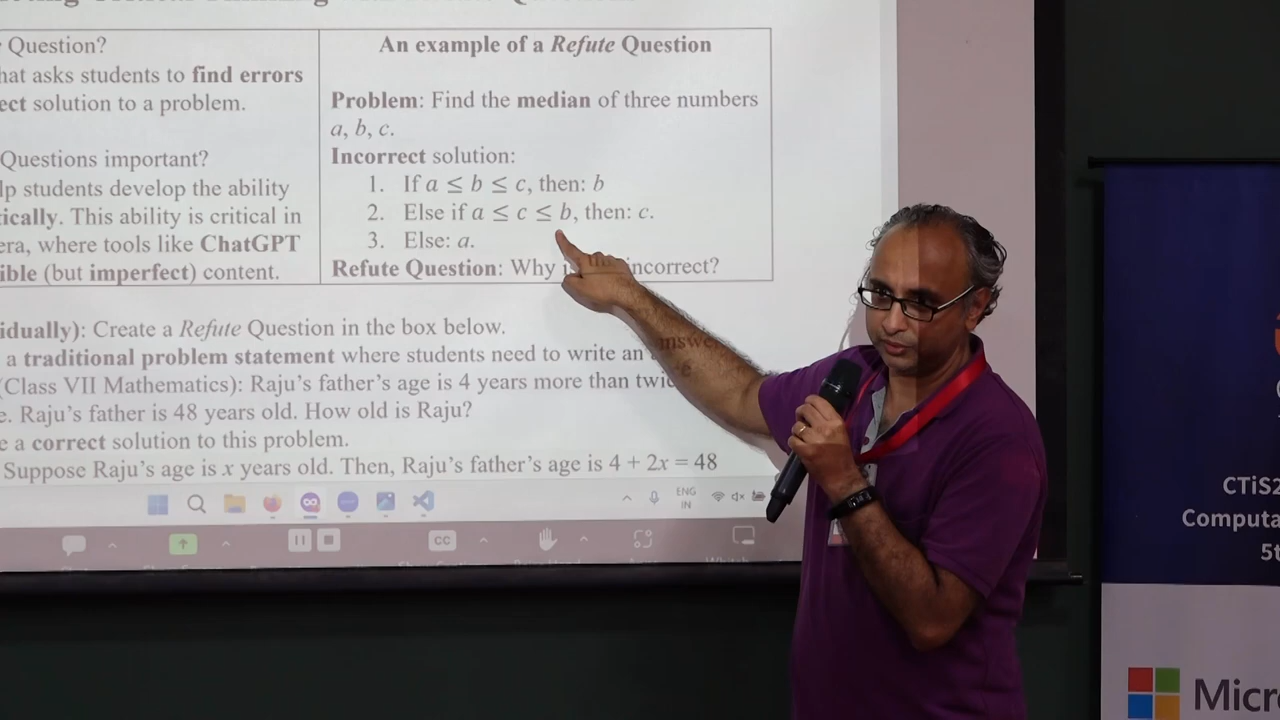 Question?
hat asks students to find errors
ect solution to a problem.
Questions important?
lp students develop the ability
tically. This ability is critical in
era, where tools like ChatGPT
ible (but imperfect) content.
An example of a Refute Question
Problem: Find the median of three numbers
a, b, c.
Incorrect solution:
1. If a ≤ b ≤ c, then: b
2. Else if a ≤ c ≤ b, then: c.
3. Else: a.
Refute Question: Why incorrect?
idually): Create a Refute Question in the box below.
a traditional problem statement where students need to write an answe
(Class VII Mathematics): Raju's father's age is 4 years more than twic
e. Raju's father is 48 years old. How old is Raju?
e a correct solution to this problem.
Suppose Raju's age is x years old. Then, Raju's father's age is 4 + 2x = 48
ENG
IN
CC
CTiS2
Computa
5t
Micr